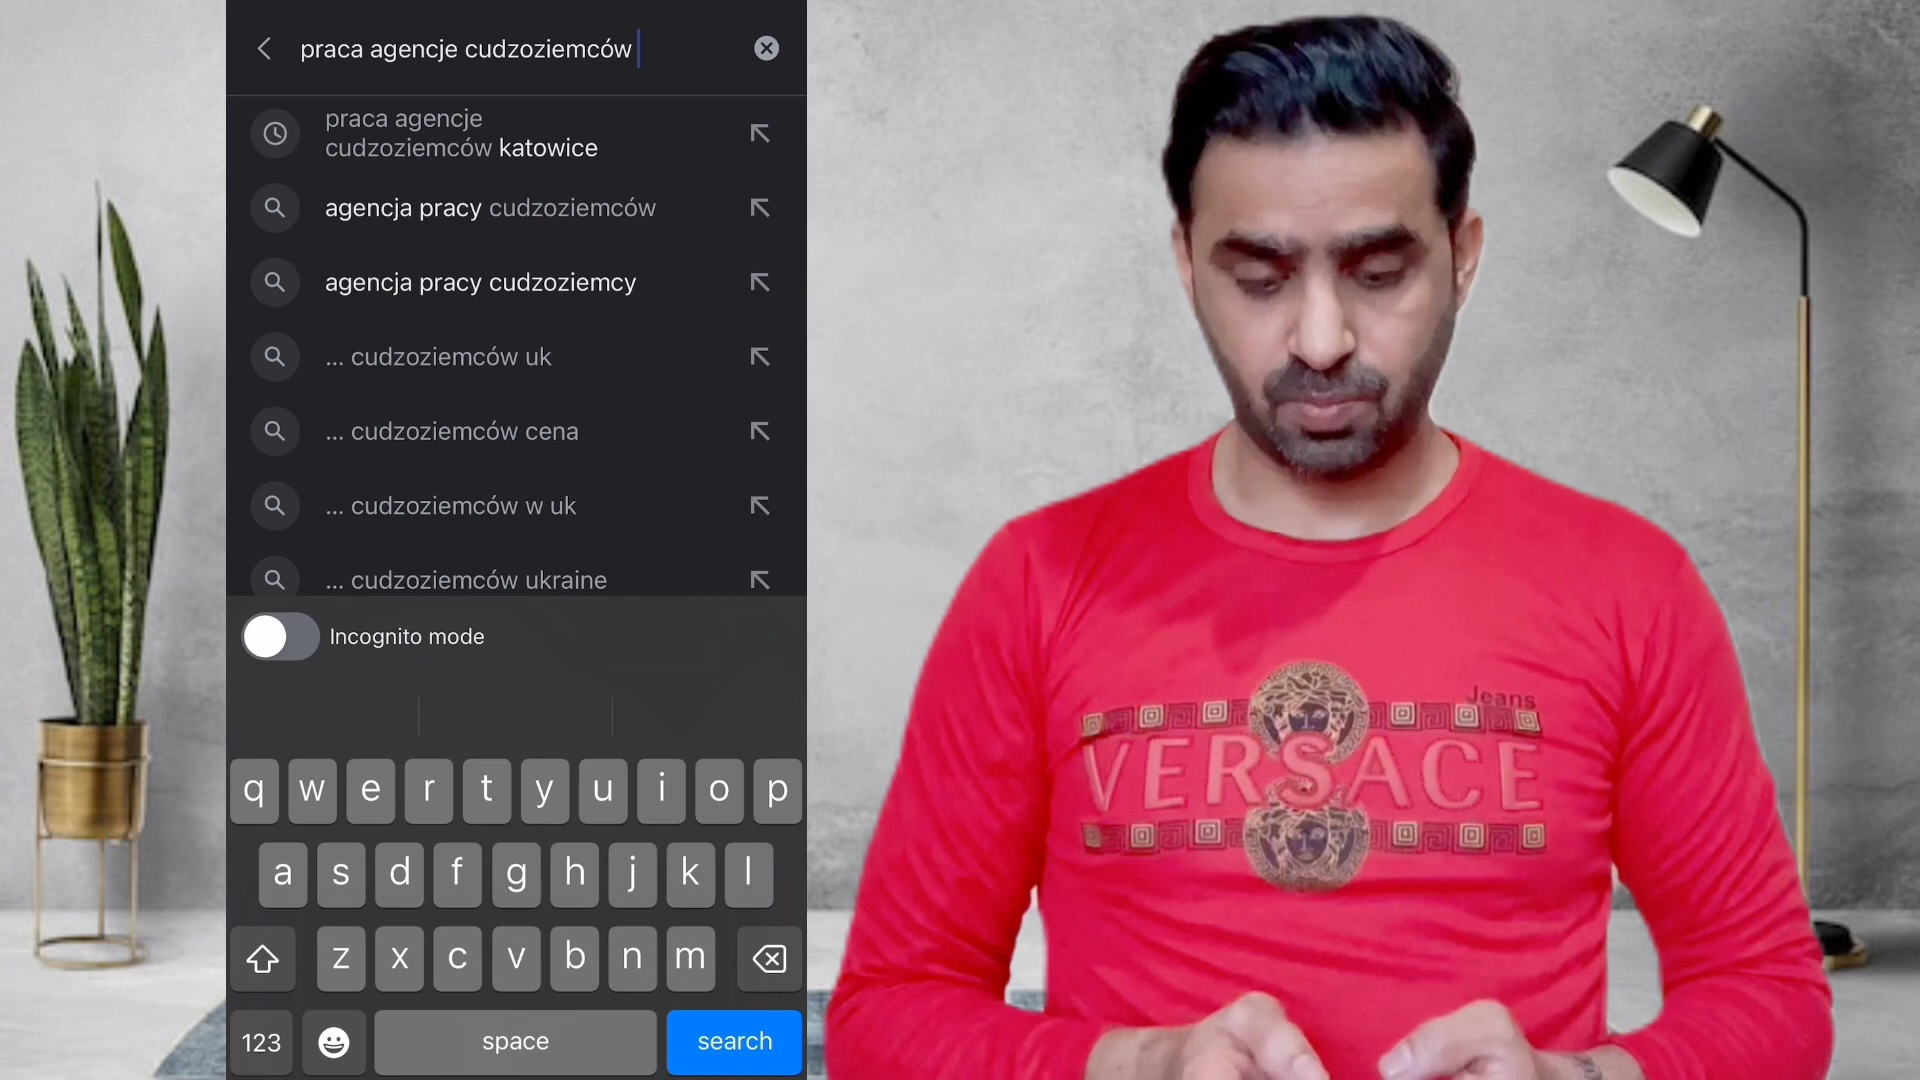 praca agencje cudzoziemców
praca agencje
cudzoziemców katowice
agencja pracy cudzoziemców
agencja pracy cudzoziemcy
... cudzoziemców uk
... cudzoziemców cena
... cudzoziemców w uk
... cudzoziemców ukraine
Incognito mode
q w e r t y u i o p
a s d f g h j k l
z x c v b n m
123 space search
Jeans
VERSACE